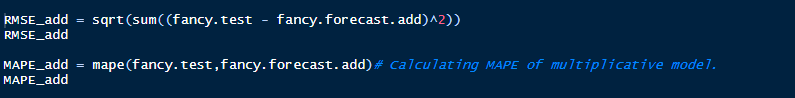 RMSE_add = sqrt(sum((fancy.test - fancy.forecast.add)^2))
RMSE_add
MAPE_add = mape(fancy.test,fancy.forecast.add)# calculating MAPE of multiplicative model.
MAPE_add